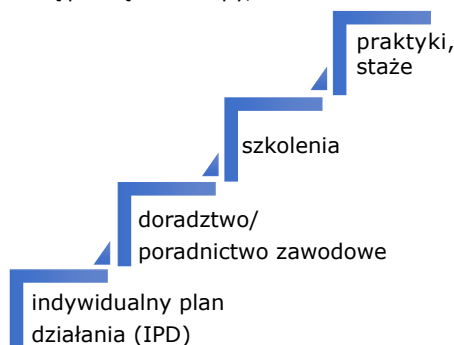 praktyki,
staże
szkolenia
doradztwo/
poradnictwo zawodowe
indywidualny plan
działania (IPD)